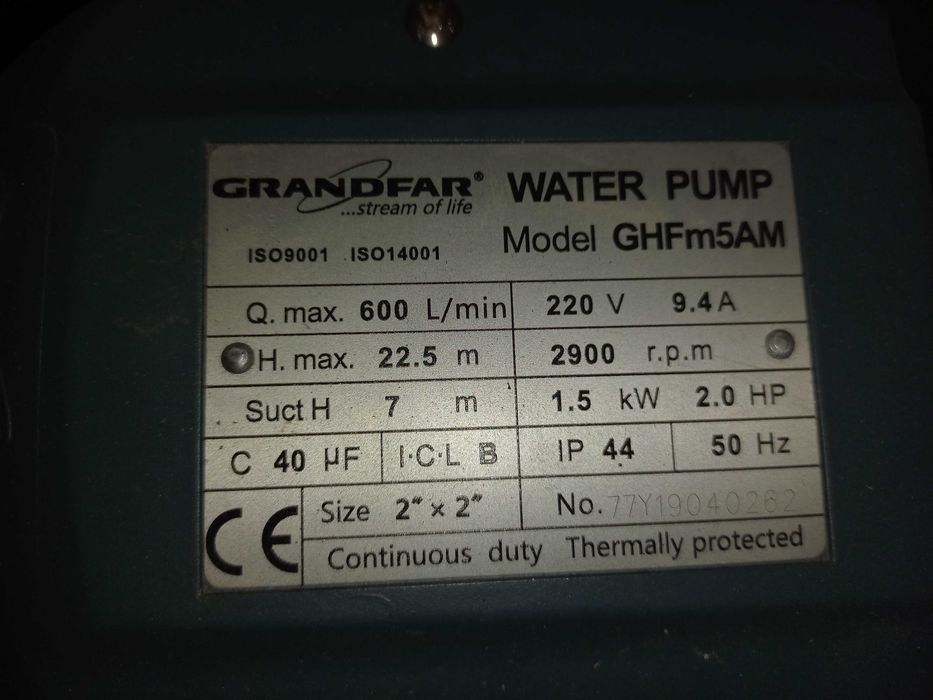 GRANDFAR® WATER PUMP
...stream of life
Model GHFm5AM
ISO9001 ISO14001
Q. max. 600 L/min 220 V 9.4 A
H. max. 22.5 m 2900 r.p.m
Suct H 7 m 1.5 kW 2.0 HP
C 40 µF I·C·L B IP 44 50 Hz
CE Size 2" × 2" No. 77Y19040262
Continuous duty Thermally protected